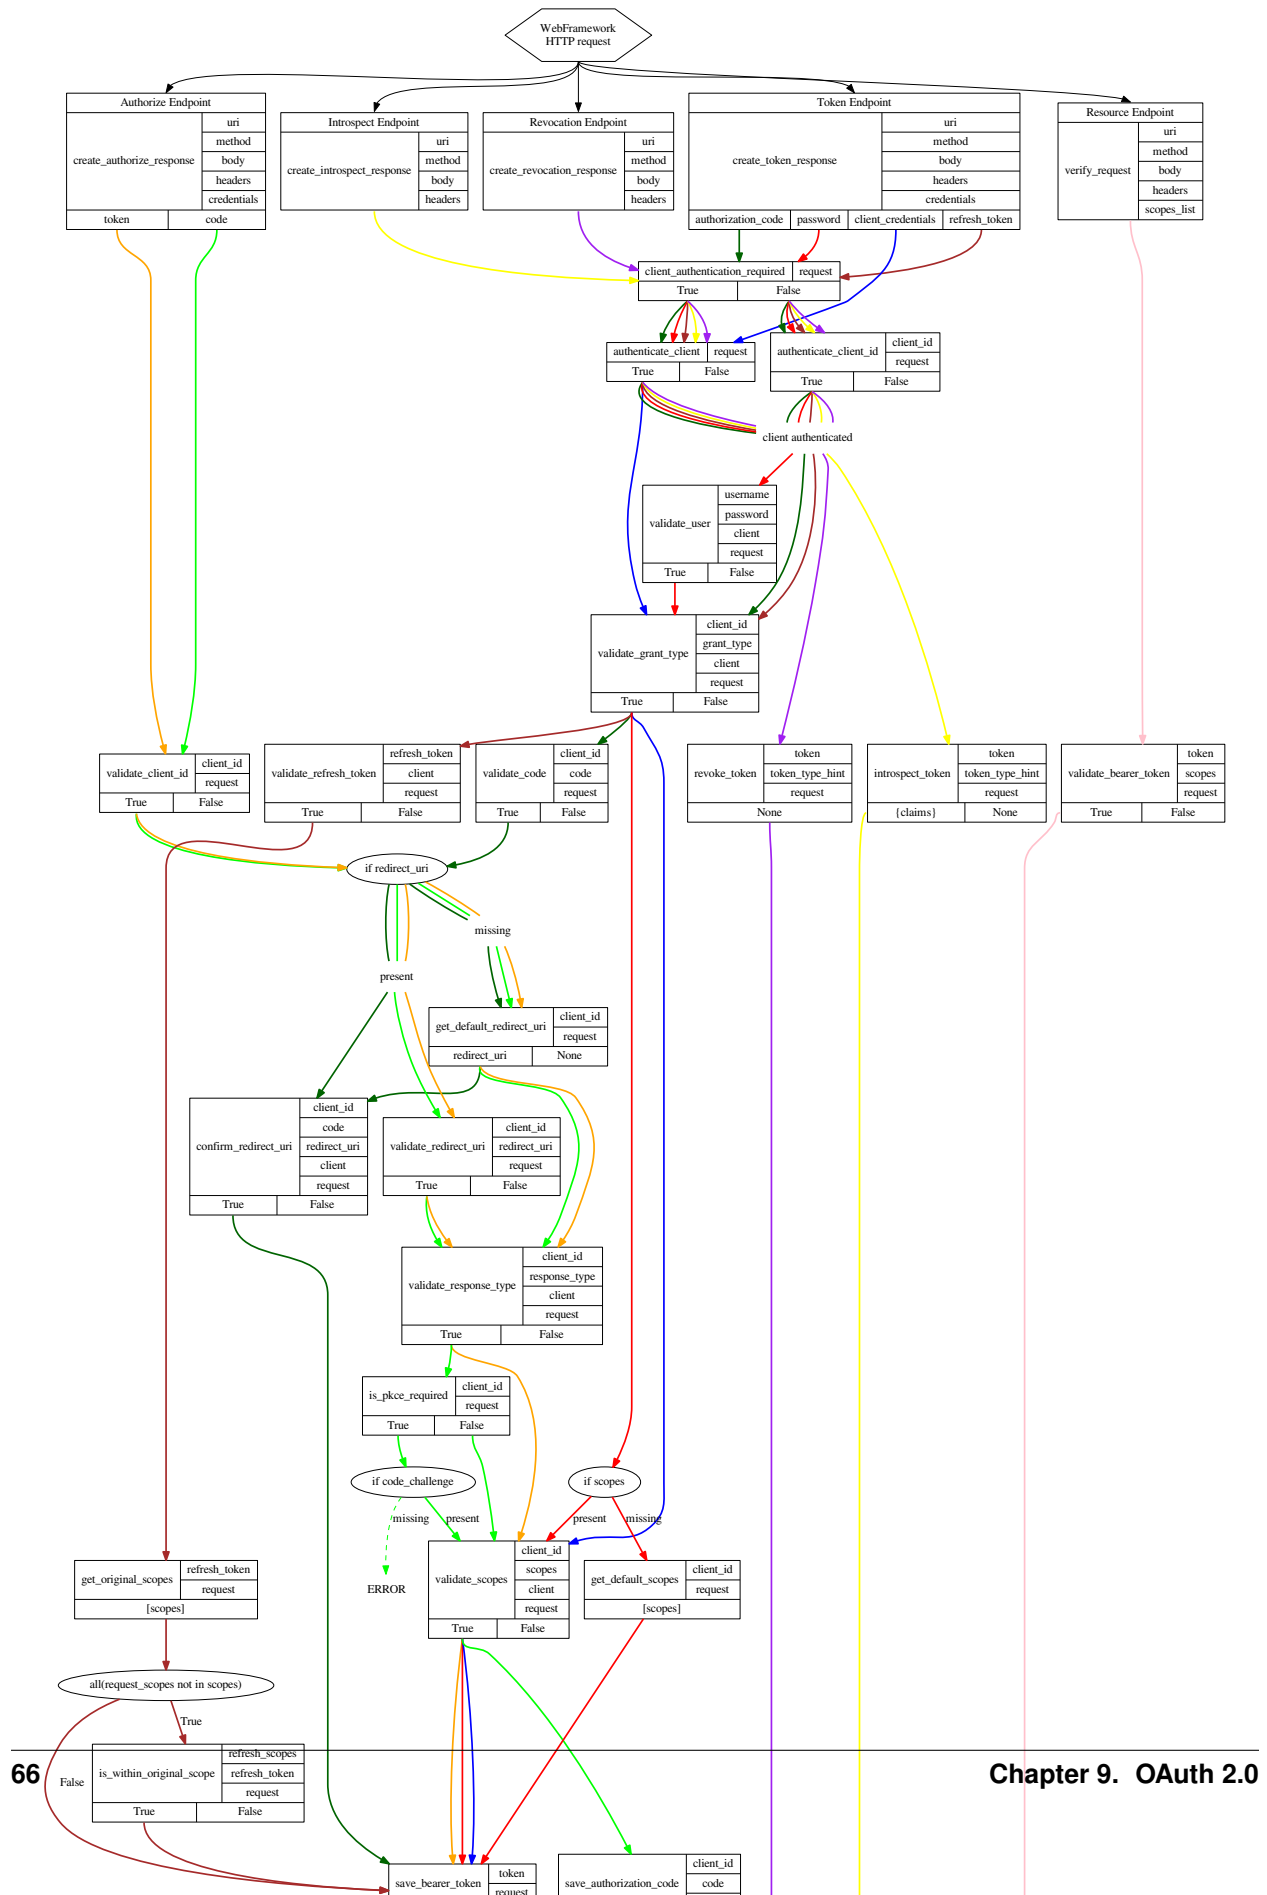 WebFramework
HTTP request
Authorize Endpoint
create_authorize_response
uri
method
body
headers
credentials
token
code
Introspect Endpoint
create_introspect_response
uri
method
body
headers
Revocation Endpoint
create_revocation_response
uri
method
body
headers
Token Endpoint
create_token_response
uri
method
body
headers
credentials
authorization_code
password
client_credentials
refresh_token
Resource Endpoint
verify_request
uri
method
body
headers
scopes_list
client_authentication_required
request
True
False
authenticate_client
request
True
False
authenticate_client_id
client_id
request
True
False
client authenticated
validate_user
username
password
client
request
True
False
validate_grant_type
client_id
grant_type
client
request
True
False
validate_client_id
client_id
request
True
False
validate_refresh_token
refresh_token
client
request
True
False
validate_code
client_id
code
request
True
False
revoke_token
token
token_type_hint
request
None
introspect_token
token
token_type_hint
request
{claims}
None
validate_bearer_token
token
scopes
request
True
False
if redirect_uri
missing
present
get_default_redirect_uri
client_id
request
redirect_uri
None
confirm_redirect_uri
client_id
code
redirect_uri
client
request
True
False
validate_redirect_uri
client_id
redirect_uri
request
True
False
validate_response_type
client_id
response_type
client
request
True
False
is_pkce_required
client_id
request
True
False
if code_challenge
if scopes
missing
present
present
missing
ERROR
validate_scopes
client_id
scopes
client
request
True
False
get_default_scopes
client_id
request
[scopes]
get_original_scopes
refresh_token
request
[scopes]
all(request_scopes not in scopes)
True
False
is_within_original_scope
refresh_scopes
refresh_token
request
True
False
66
Chapter 9. OAuth 2.0
save_bearer_token
token
request
save_authorization_code
client_id
code